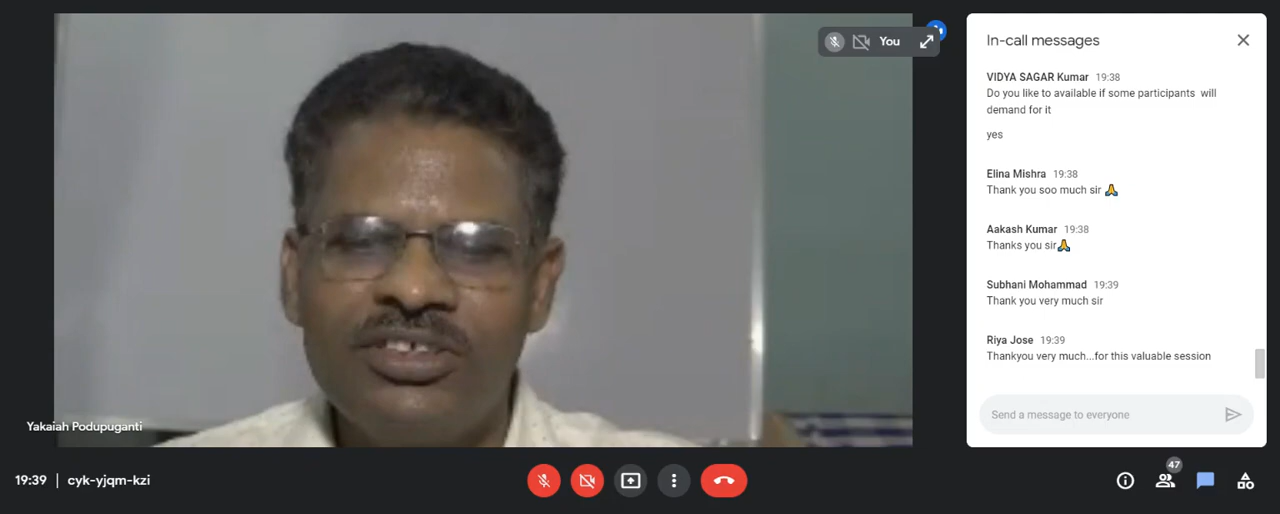 You
In-call messages
VIDYA SAGAR Kumar 19:38
Do you like to available if some participants will
demand for it
yes
Elina Mishra 19:38
Thank you soo much sir 🙏
Aakash Kumar 19:38
Thanks you sir🙏
Subhani Mohammad 19:39
Thank you very much sir
Riya Jose 19:39
Thankyou very much...for this valuable session
Send a message to everyone
Yakaiah Podupuganti
19:39 | cyk-yjqm-kzi
47